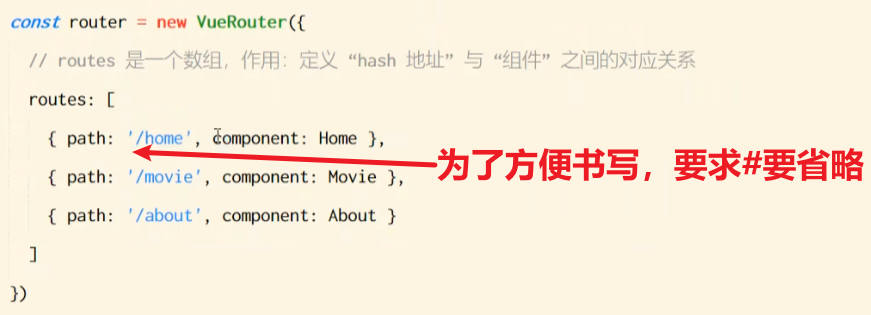 const router = new VueRouter({
// routes 是一个数组，作用：定义 “hash 地址” 与 “组件” 之间的对应关系
routes: [
{ path: '/home', component: Home },
{ path: '/movie', component: Movie },
{ path: '/about', component: About }
]
})
为了方便书写，要求#要省略